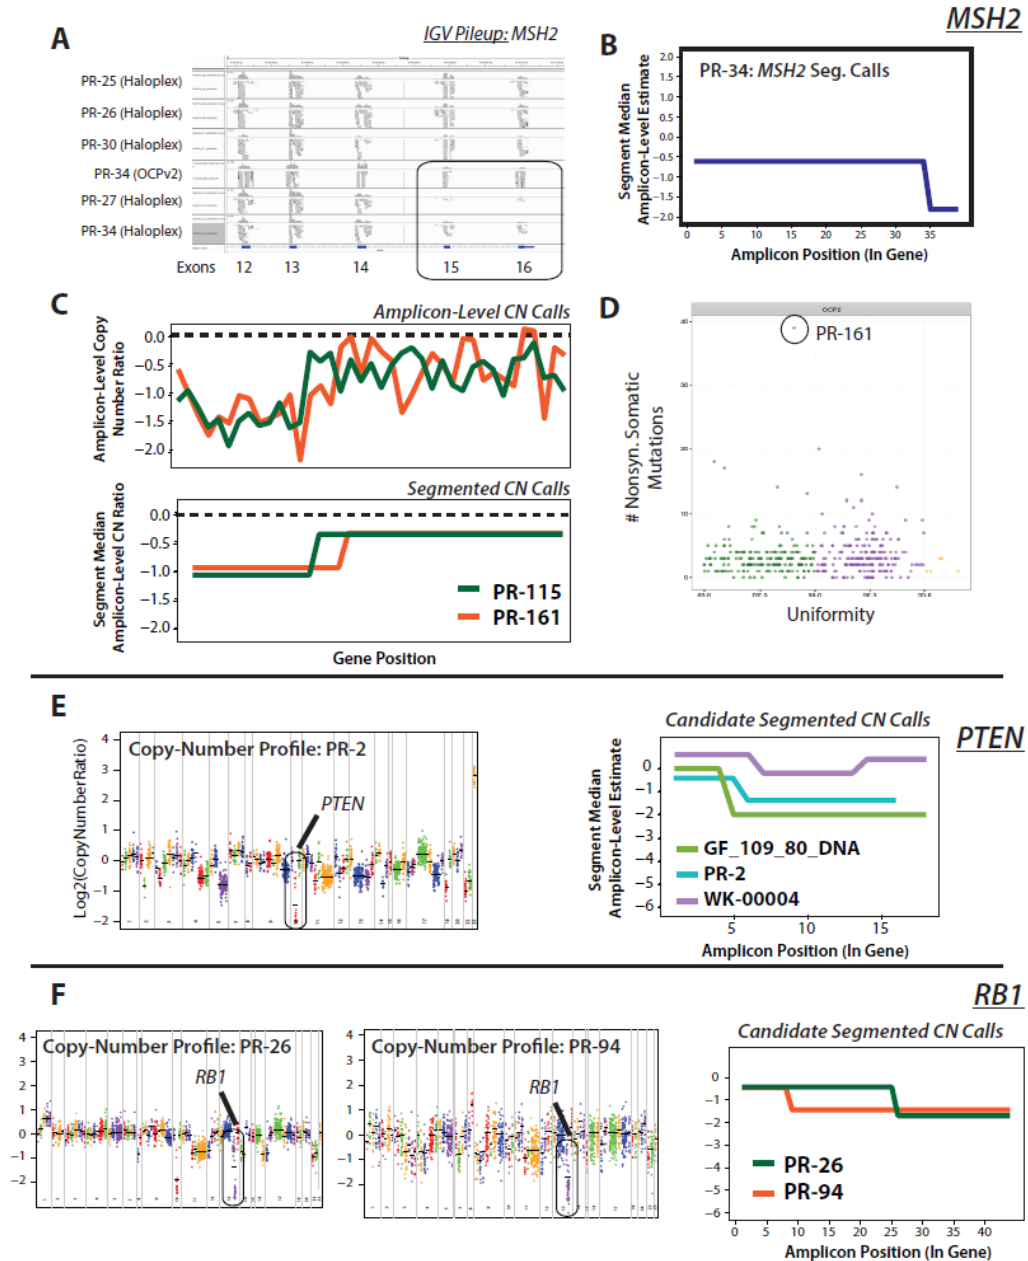 MSH2
A
IGV Pileup: MSH2
PR-25 (Haloplex)
PR-26 (Haloplex)
PR-30 (Haloplex)
PR-34 (OCPv2)
PR-27 (Haloplex)
PR-34 (Haloplex)
Exons 12 13 14 15 16
B
PR-34: MSH2 Seg. Calls
Segment Median
Amplicon-Level Estimate
2.0
1.5
1.0
0.5
0.0
−0.5
−1.0
−1.5
−2.0
0 5 10 15 20 25 30 35
Amplicon Position (In Gene)
C
Amplicon-Level CN Calls
Amplicon-Level Copy
Number Ratio
0.0
−0.5
−1.0
−1.5
−2.0
Segmented CN Calls
Segment Median
Amplicon-Level CN Ratio
0.0
−0.5
−1.0
−1.5
−2.0
PR-115
PR-161
Gene Position
D
OCP2
PR-161
# Nonsyn. Somatic
Mutations
40
30
20
10
0
Uniformity
E
PTEN
Copy-Number Profile: PR-2
Log2(CopyNumberRatio)
4
3
2
1
0
−1
−2
PTEN
Candidate Segmented CN Calls
Segment Median
Amplicon-Level Estimate
0
−1
−2
−3
−4
−5
−6
GF_109_80_DNA
PR-2
WK-00004
5 10 15
Amplicon Position (In Gene)
F
RB1
Copy-Number Profile: PR-26
4
3
2
1
0
−1
−2
RB1
Copy-Number Profile: PR-94
4
3
2
1
0
−1
−2
RB1
Candidate Segmented CN Calls
0
−1
−2
−3
−4
−5
−6
PR-26
PR-94
0 5 10 15 20 25 30 35 40
Amplicon Position (In Gene)